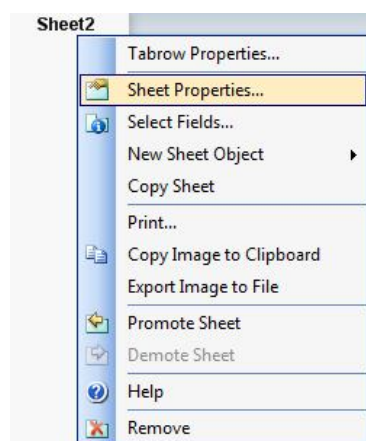 Sheet2
Tabrow Properties...
Sheet Properties...
Select Fields...
New Sheet Object
Copy Sheet
Print...
Copy Image to Clipboard
Export Image to File
Promote Sheet
Demote Sheet
Help
Remove